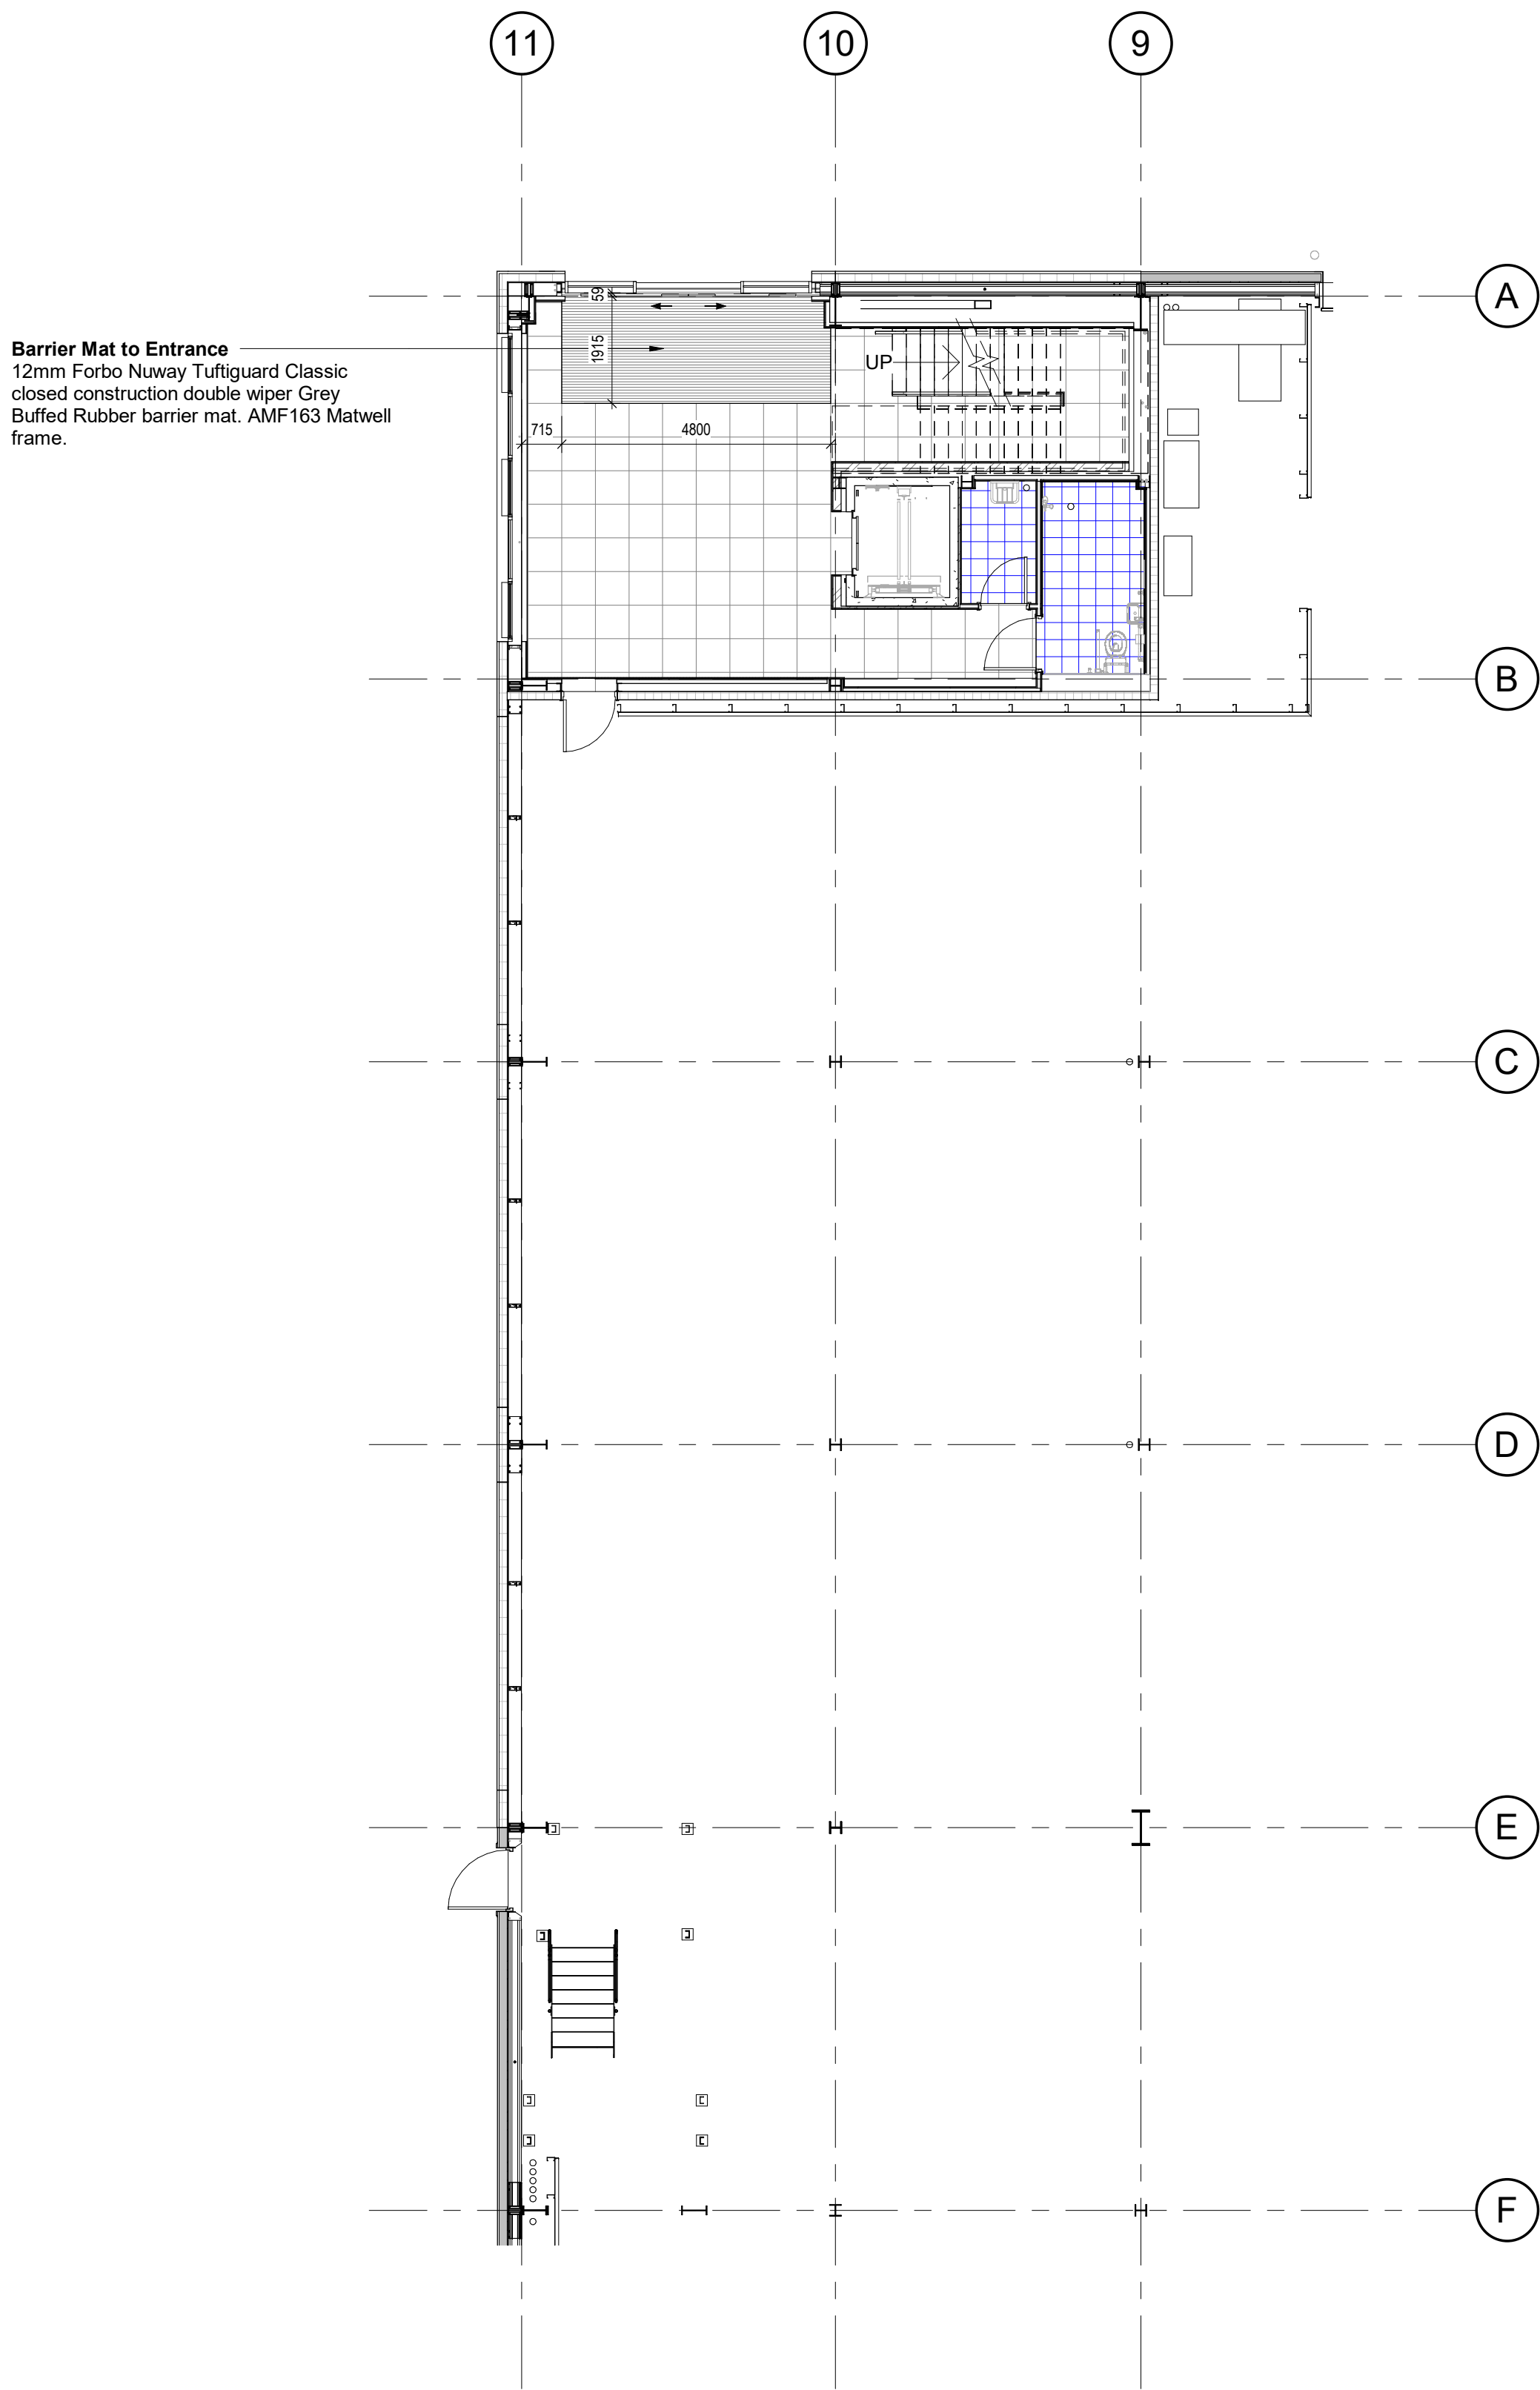 11
10
9
A
59
Barrier Mat to Entrance
12mm Forbo Nuway Tuftiguard Classic
closed construction double wiper Grey
Buffed Rubber barrier mat. AMF163 Matwell
frame.
1915
UP
715
4800
B
C
D
E
F